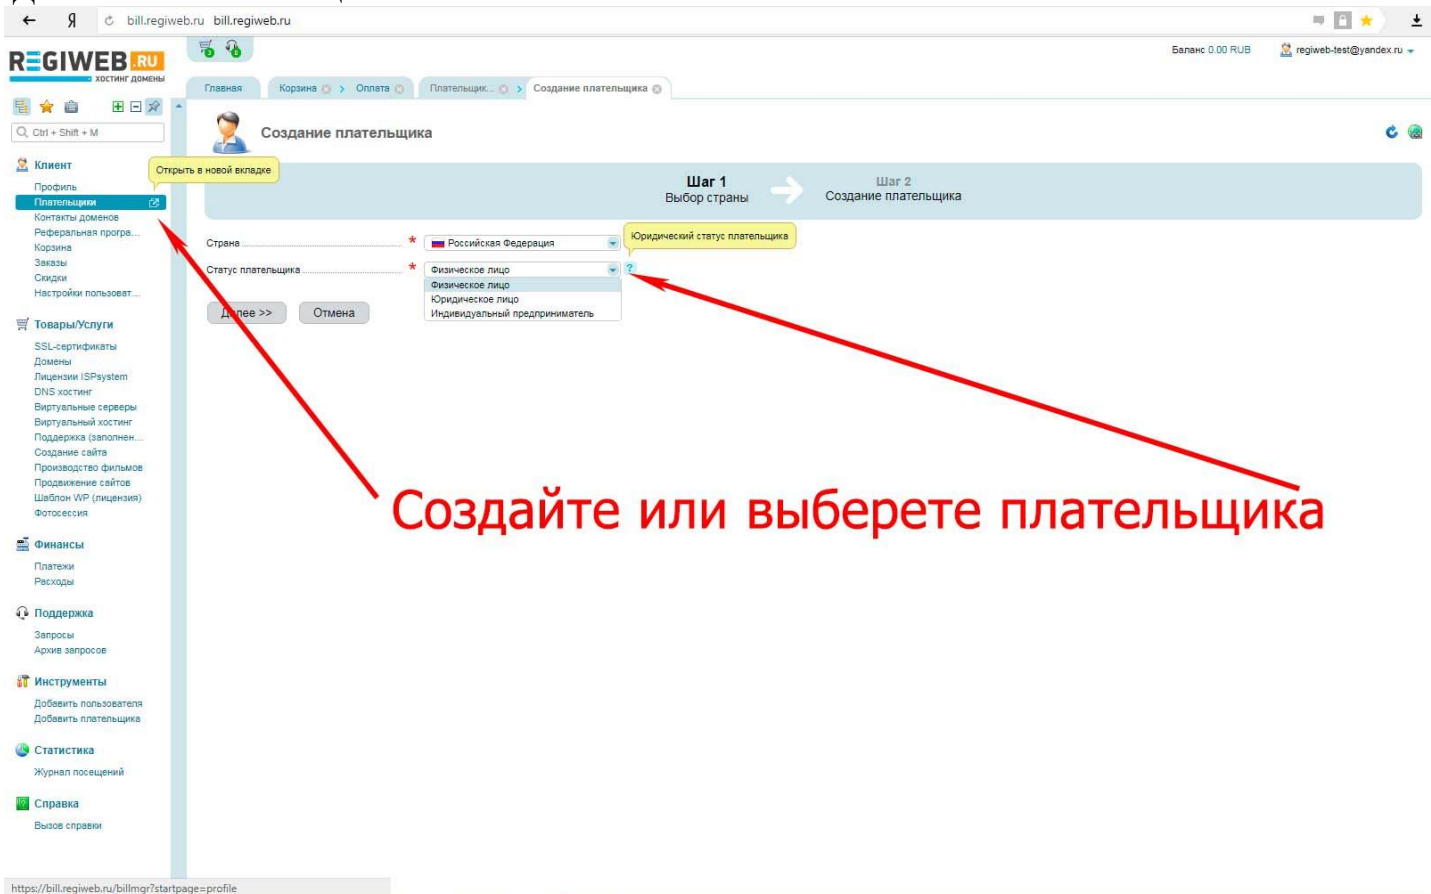 bill.regiweb.ru bill.regiweb.ru
REGIWEB.RU
хостинг домены
Баланс 0.00 RUB
regiweb-test@yandex.ru
Главная
Корзина
Оплата
Плательщик...
Создание плательщика
Ctrl + Shift + M
Создание плательщика
Клиент
Открыть в новой вкладке
Профиль
Плательщики
Контакты доменов
Реферальная програ...
Корзина
Заказы
Скидки
Настройки пользоват...
Шаг 1
Выбор страны
Шаг 2
Создание плательщика
Страна * Российская Федерация
Юридический статус плательщика
Статус плательщика * Физическое лицо ?
Физическое лицо
Юридическое лицо
Индивидуальный предприниматель
Далее >> Отмена
Товары/Услуги
SSL-сертификаты
Домены
Лицензии ISPsystem
DNS хостинг
Виртуальные серверы
Виртуальный хостинг
Поддержка (заполнен...
Создание сайта
Производство фильмов
Продвижение сайтов
Шаблон WP (лицензия)
Фотосессия
Создайте или выберете плательщика
Финансы
Платежи
Расходы
Поддержка
Запросы
Архив запросов
Инструменты
Добавить пользователя
Добавить плательщика
Статистика
Журнал посещений
Справка
Вызов справки
https://bill.regiweb.ru/billmgr?startpage=profile